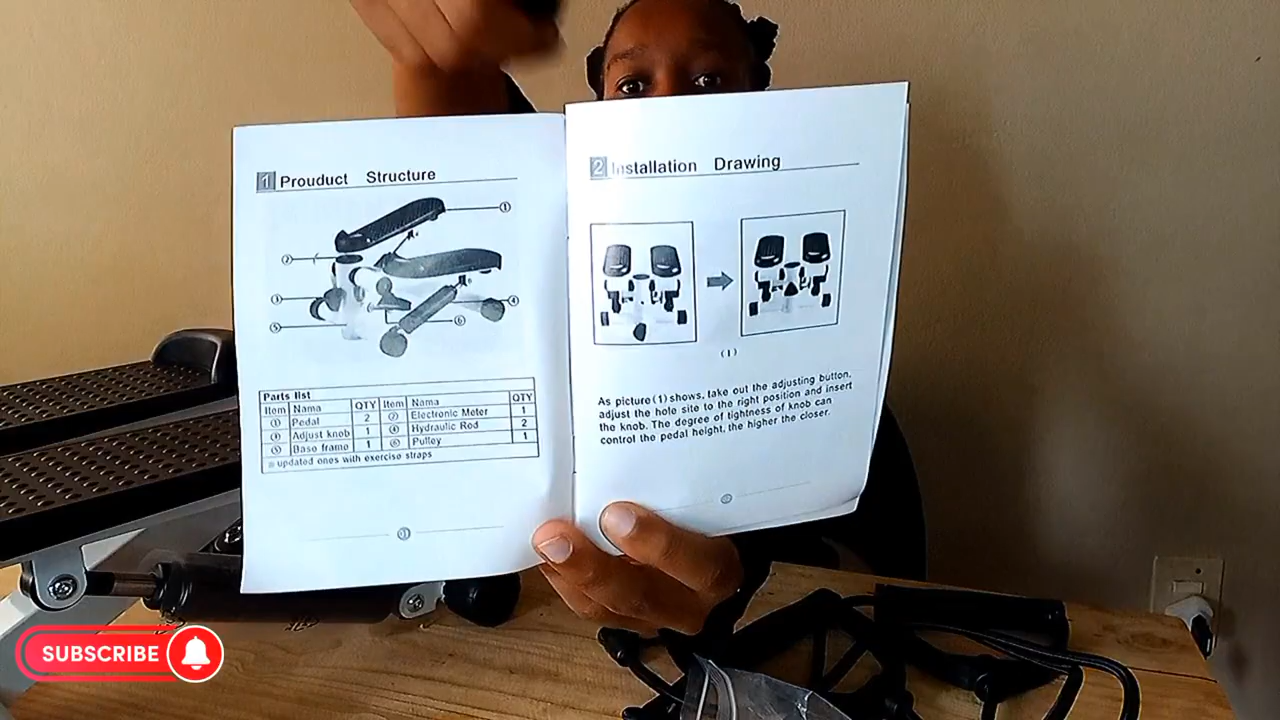 1 Prouduct Structure
①
②
③
④
⑤
⑥
Parts list
Item Nama QTY Item Nama QTY
① Pedal 2 ② Electronic Meter 1
Adjust knob 1 Hydraulic Rod 2
⑤ Base frame 1 Pulley 1
updated ones with exercise straps
①
2 Installation Drawing
(1)
As picture(1) shows, take out the adjusting button,
adjust the hole site to the right position and insert
the knob. The degree of tightness of knob can
control the pedal height, the higher the closer.
SUBSCRIBE